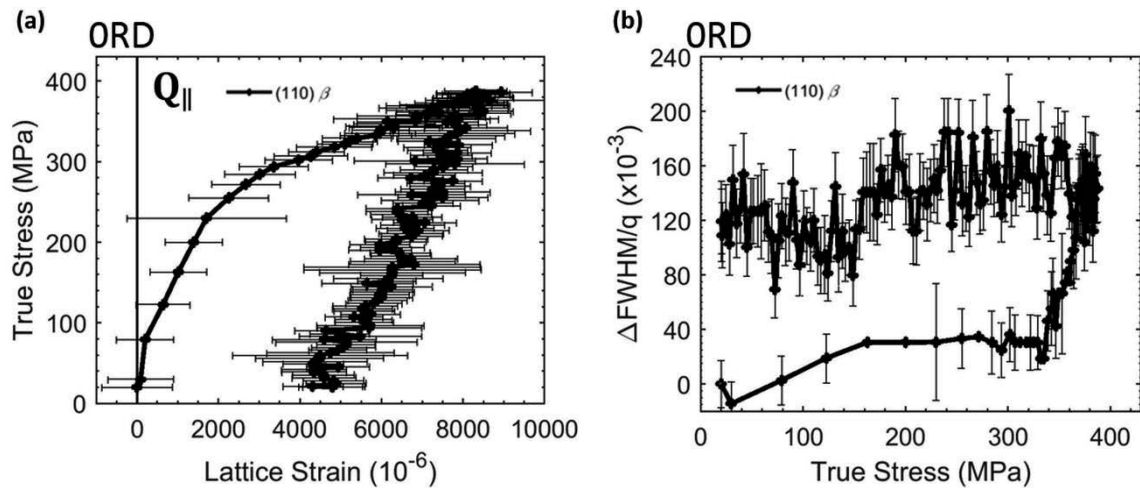 (a)
ORD
Q∥
(110) β
400
300
200
100
0
True Stress (MPa)
0 2000 4000 6000 8000 10000
Lattice Strain (10⁻⁶)
(b)
ORD
(110) β
240
200
160
120
80
40
0
ΔFWHM/q (x10⁻³)
0 100 200 300 400
True Stress (MPa)